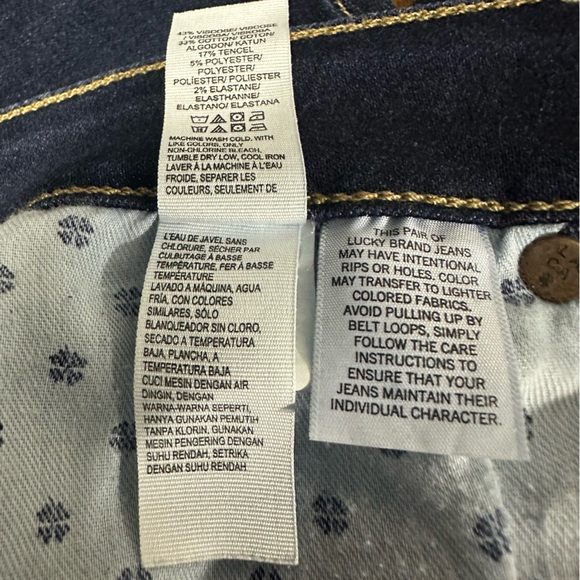 43% VISCOSE/ VISCOSE
/ VISCOSA/ VISKOSA
33% COTTON/ COTON/
ALGODON/ KATUN
17% TENCEL
5% POLYESTER/
POLYESTER/
POLIÉSTER/ POLIESTER
2% ELASTANE/
ELASTHANNE/
ELASTANO/ ELASTANA
MACHINE WASH COLD, WITH
LIKE COLORS, ONLY
NON-CHLORINE BLEACH,
TUMBLE DRY LOW, COOL IRON
LAVER À LA MACHINE À L'EAU
FROIDE, SEPARER LES
COULEURS, SEULEMENT DE
L'EAU DE JAVEL SANS
CHLORURE, SÉCHER PAR
CULBUTAGE À BASSE
TEMPÉRATURE, FER À BASSE
TEMPÉRATURE
LAVADO A MÁQUINA, AGUA
FRÍA, CON COLORES
SIMILARES, SÓLO
BLANQUEADOR SIN CLORO,
SECADO A TEMPERATURA
BAJA, PLANCHA, A
TEMPERATURA BAJA
CUCI MESIN DENGAN AIR
DINGIN, DENGAN
WARNA-WARNA SEPERTI,
HANYA GUNAKAN PEMUTIH
TANPA KLORIN, GUNAKAN
MESIN PENGERING DENGAN
SUHU RENDAH, SETRIKA
DENGAN SUHU RENDAH
THIS PAIR OF
LUCKY BRAND JEANS
MAY HAVE INTENTIONAL
RIPS OR HOLES. COLOR
MAY TRANSFER TO LIGHTER
COLORED FABRICS.
AVOID PULLING UP BY
BELT LOOPS, SIMPLY
FOLLOW THE CARE
INSTRUCTIONS TO
ENSURE THAT YOUR
JEANS MAINTAIN THEIR
INDIVIDUAL CHARACTER.